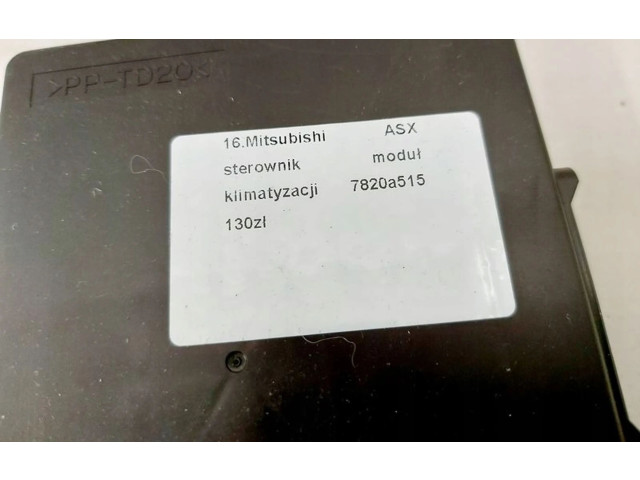 >PP-TD20<
16.Mitsubishi ASX
sterownik moduł
klimatyzacji 7820a515
130zł